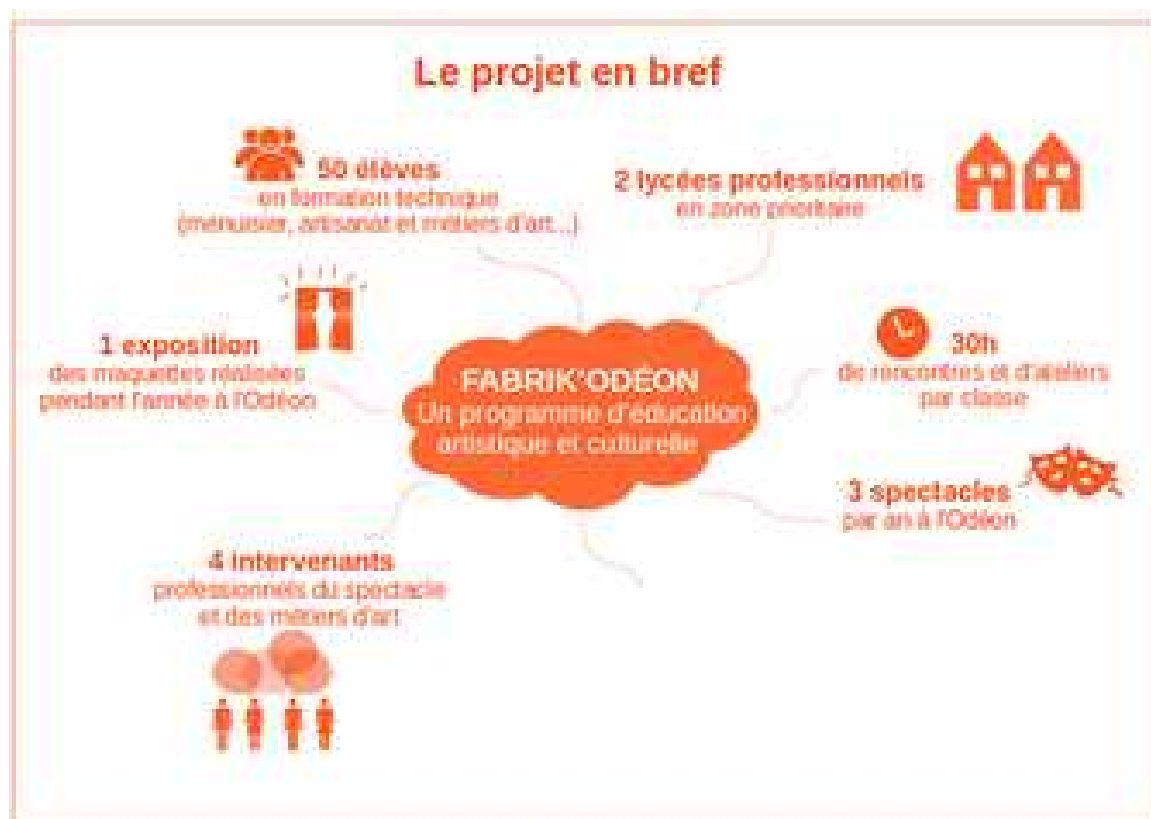 Le projet en bref
50 élèves
en formation technique
(menuisier, artisanat et métiers d'art...)
2 lycées professionnels
en zone prioritaire
1 exposition
des maquettes réalisées
pendant l'année à l'Odéon
FABRIK'ODÉON
Un programme d'éducation
artistique et culturelle
30h
de rencontres et d'ateliers
par classe
3 spectacles
par an à l'Odéon
4 intervenants
professionnels du spectacle
et des métiers d'art